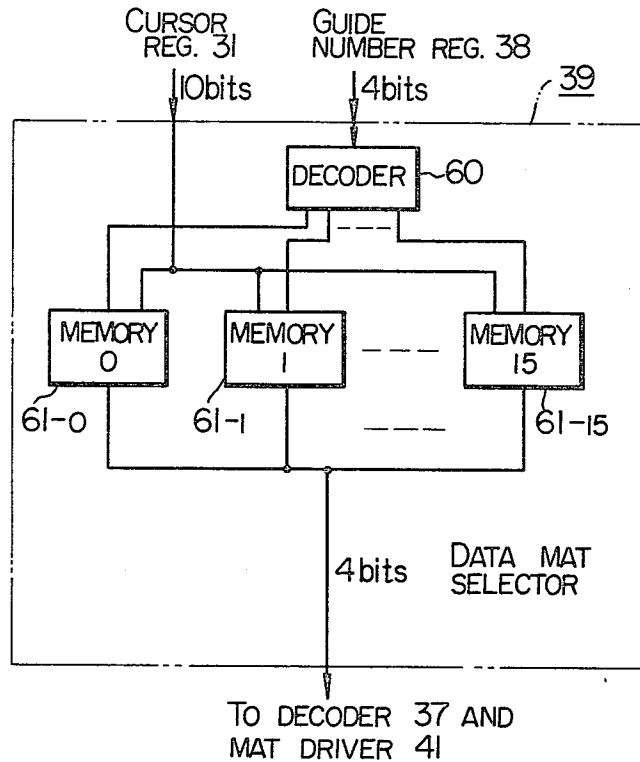 CURSOR
REG. 31
GUIDE
NUMBER REG. 38
10bits
4bits
39
DECODER
60
MEMORY
0
MEMORY
1
MEMORY
15
61-0
61-1
61-15
4bits
DATA MAT
SELECTOR
TO DECODER 37 AND
MAT DRIVER 41